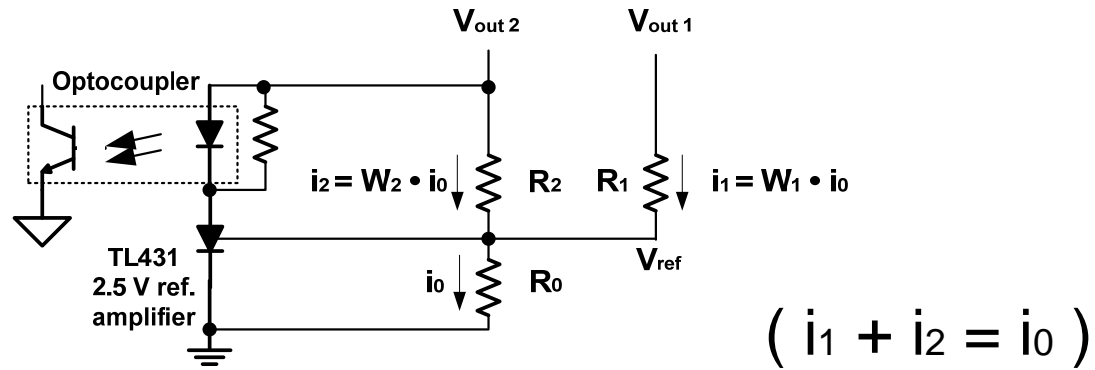 Vout 2
Vout 1
Optocoupler
i2 = W2 • i0
R2
R1
i1 = W1 • i0
TL431
2.5 V ref.
amplifier
i0
R0
Vref
( i1 + i2 = i0 )